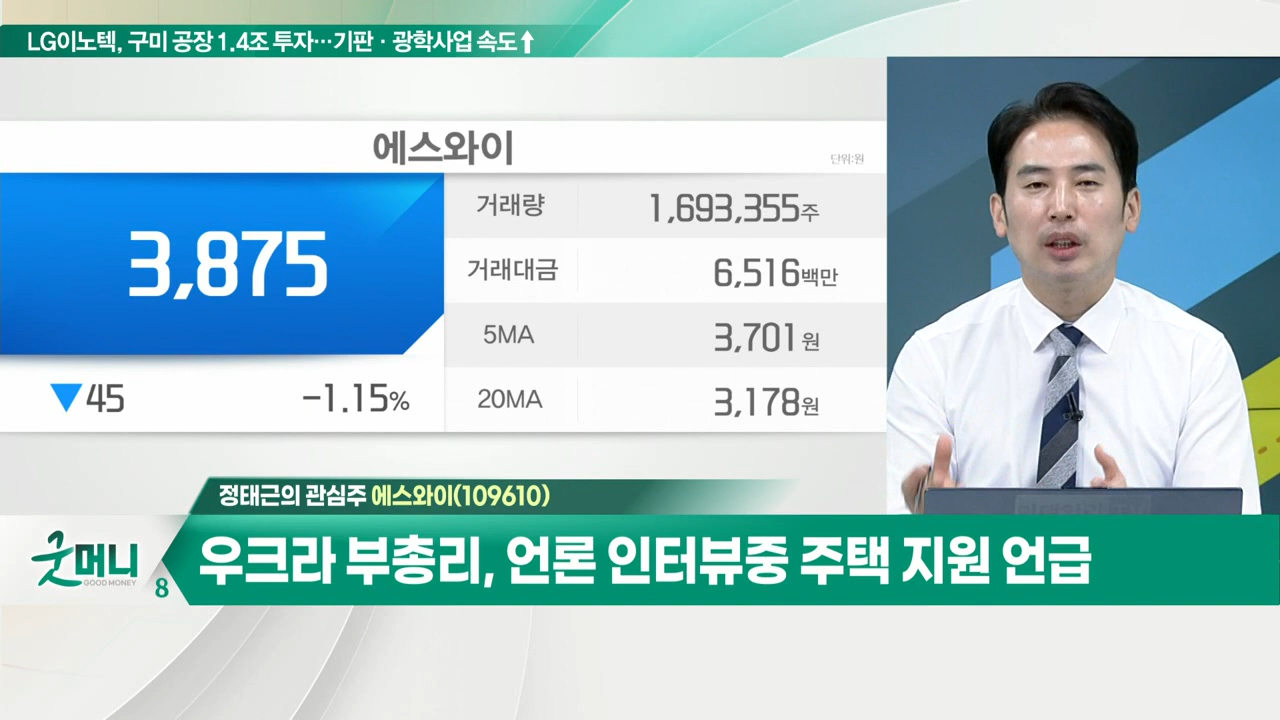 LG이노텍, 구미 공장 1.4조 투자…기판·광학사업 속도↑
에스와이
단위:원
3,875
▼45 -1.15%
거래량 1,693,355주
거래대금 6,516백만
5MA 3,701원
20MA 3,178원
정태근의 관심주 에스와이(109610)
굿머니
GOOD MONEY
8
우크라 부총리, 언론 인터뷰중 주택 지원 언급